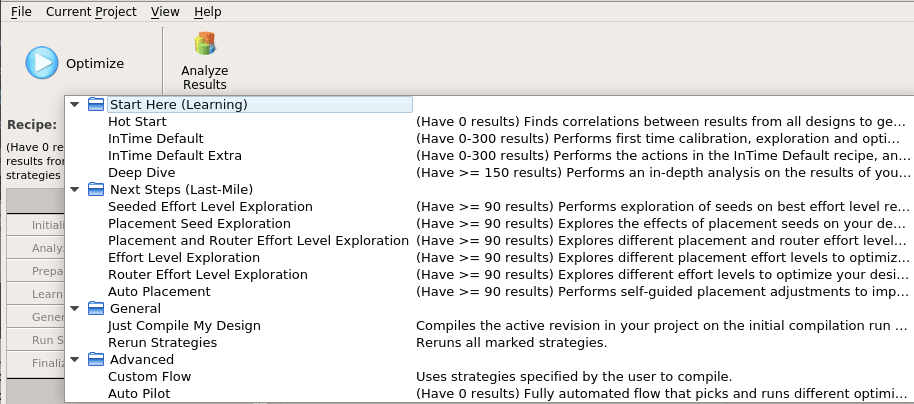 File Current Project View Help
Optimize
Analyze
Results
Recipe:
(Have 0 re
results fro
strategies
Initiali
Analy
Prepa
Learn
Gener
Run S
Finaliz
Start Here (Learning)
Hot Start (Have 0 results) Finds correlations between results from all designs to ge...
InTime Default (Have 0-300 results) Performs first time calibration, exploration and opti...
InTime Default Extra (Have 0-300 results) Performs the actions in the InTime Default recipe, an...
Deep Dive (Have >= 150 results) Performs an in-depth analysis on the results of you...
Next Steps (Last-Mile)
Seeded Effort Level Exploration (Have >= 90 results) Performs exploration of seeds on best effort level re...
Placement Seed Exploration (Have >= 90 results) Explores the effects of placement seeds on your de...
Placement and Router Effort Level Exploration (Have >= 90 results) Explores different placement and router effort level...
Effort Level Exploration (Have >= 90 results) Explores different placement effort levels to optimiz...
Router Effort Level Exploration (Have >= 90 results) Explores different effort levels to optimize your desi...
Auto Placement (Have >= 90 results) Performs self-guided placement adjustments to imp...
General
Just Compile My Design Compiles the active revision in your project on the initial compilation run ...
Rerun Strategies Reruns all marked strategies.
Advanced
Custom Flow Uses strategies specified by the user to compile.
Auto Pilot (Have 0 results) Fully automated flow that picks and runs different optimi...